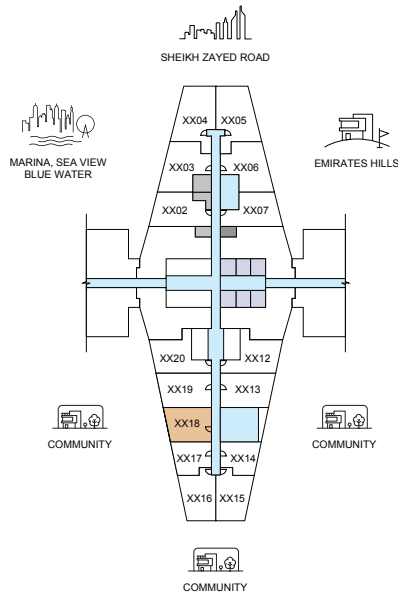 SHEIKH ZAYED ROAD
MARINA, SEA VIEW
BLUE WATER
EMIRATES HILLS
XX04 XX05
XX03 XX06
XX02 XX07
XX20 XX12
XX19 XX13
XX18
XX17 XX14
XX16 XX15
COMMUNITY
COMMUNITY
COMMUNITY